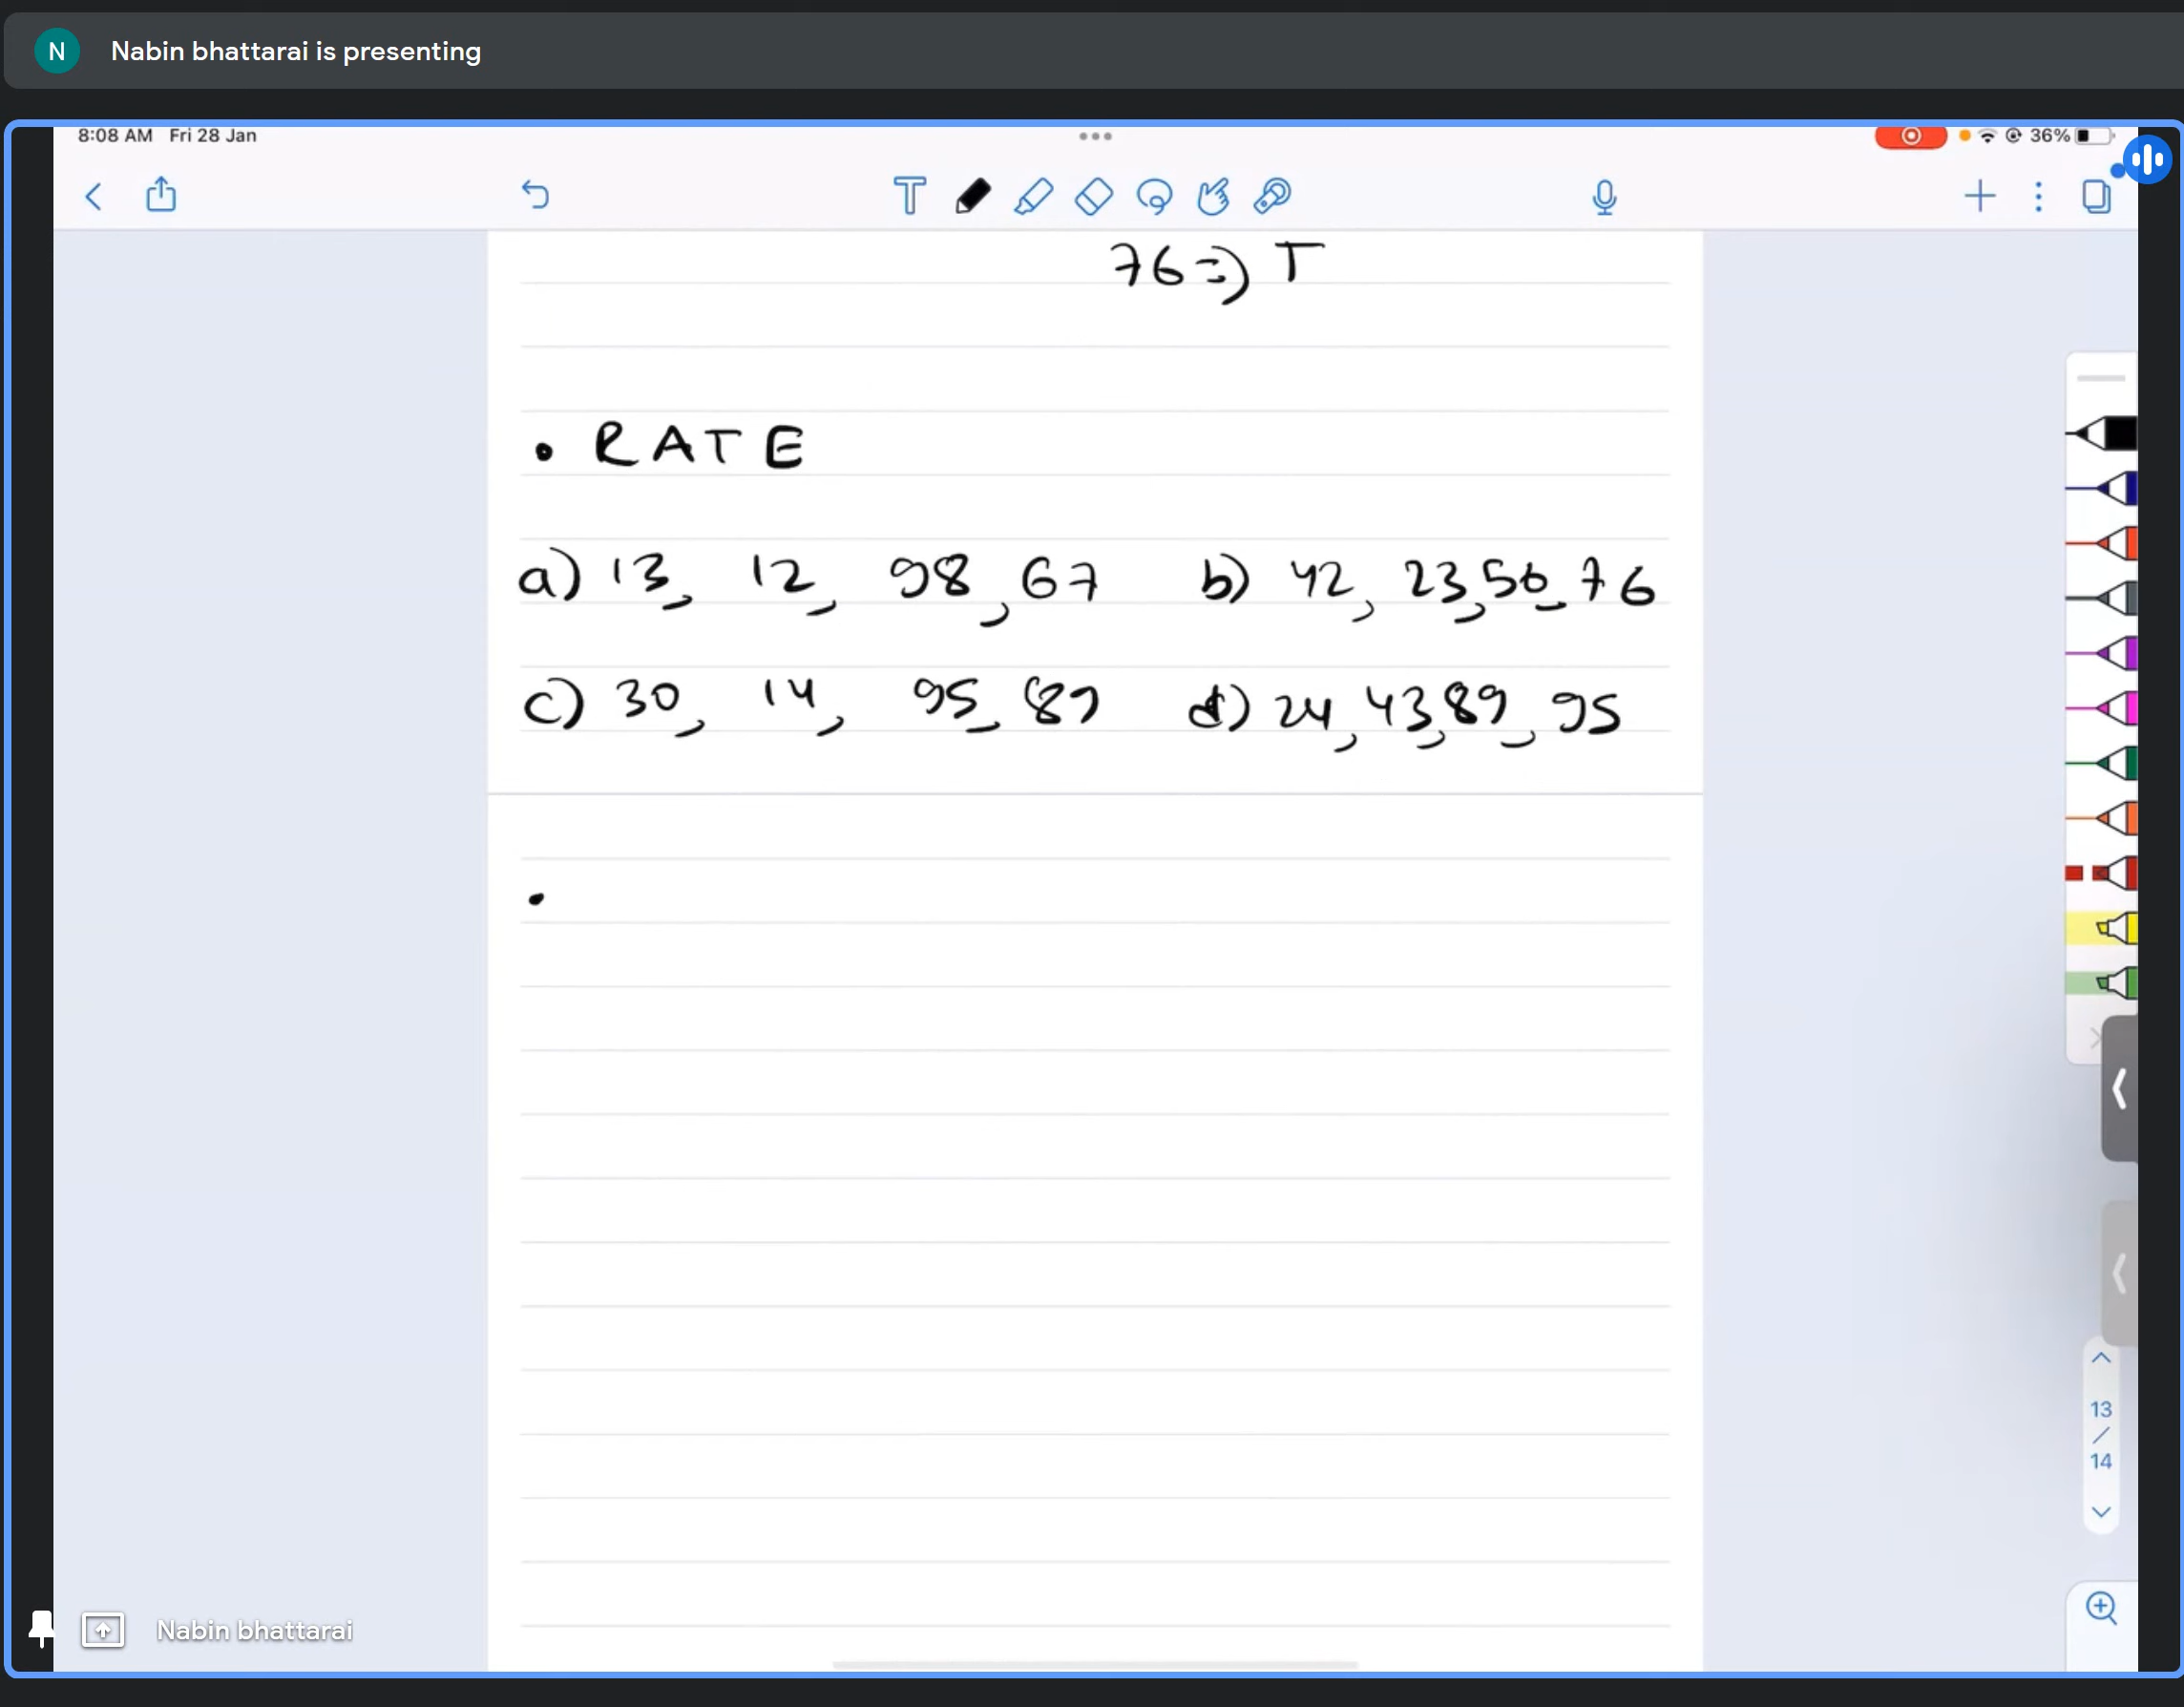 N Nabin bhattarai is presenting
8:08 AM Fri 28 Jan
36%
T
76 => T
• RATE
a) 13, 12, 98, 67 b) 42, 23, 56, 76
c) 30, 14, 95, 89 d) 24, 43, 89, 95
•
13
/
14
Nabin bhattarai